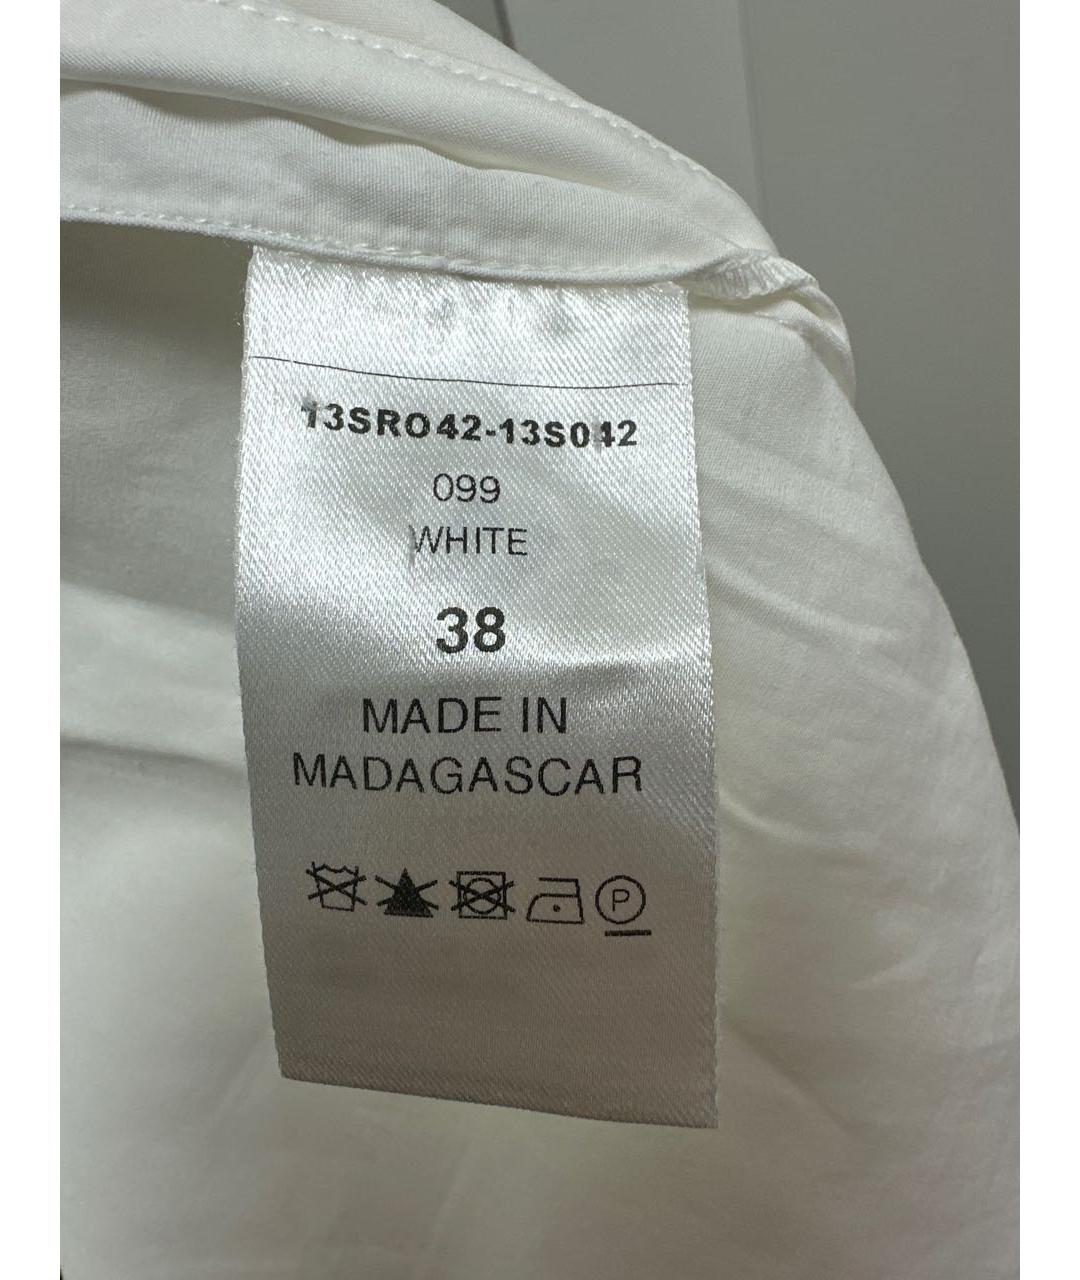 13SRO42-13S042
099
WHITE
38
MADE IN
MADAGASCAR
P